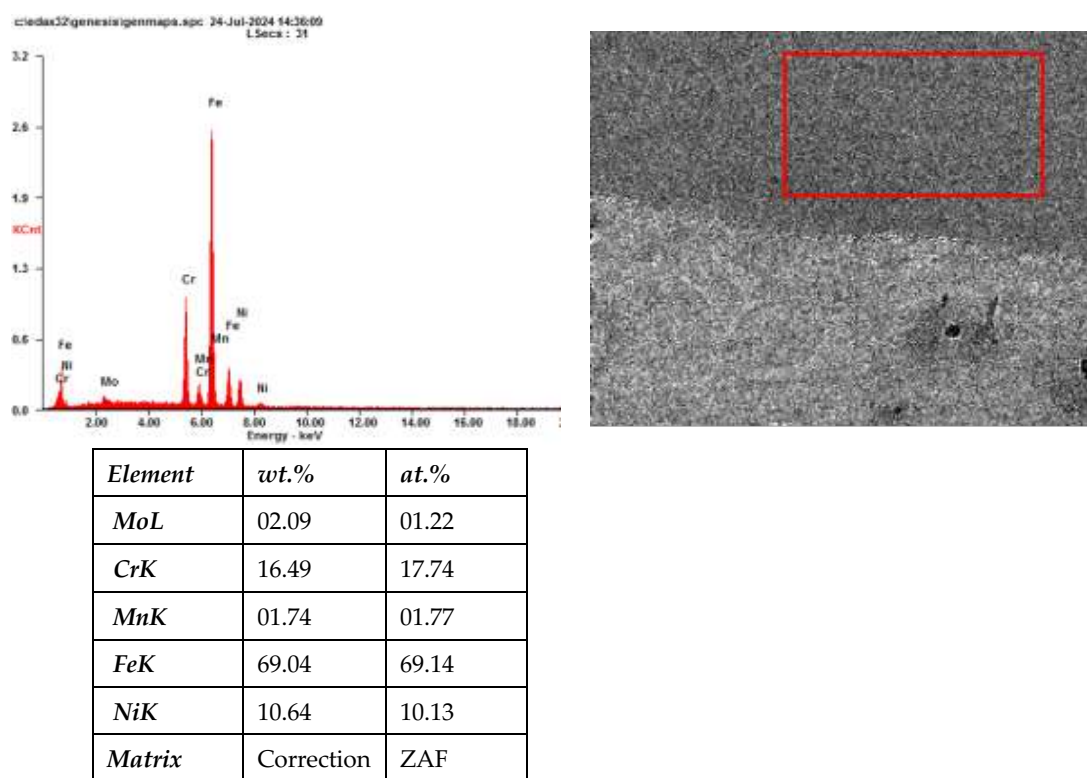 c:\edax32\genesis\genmaps.spc 24-Jul-2024 14:36:09
LSecs : 31
3.2
2.6
1.9
KCnt
1.3
0.6
0.0
Fe
Cr
Ni
Fe
Mn
Mn
Cr
Fe
Ni
Cr
Mo
Ni
2.00 4.00 6.00 8.00 10.00 12.00 14.00 16.00 18.00
Energy - keV
Element wt.% at.%
MoL 02.09 01.22
CrK 16.49 17.74
MnK 01.74 01.77
FeK 69.04 69.14
NiK 10.64 10.13
Matrix Correction ZAF